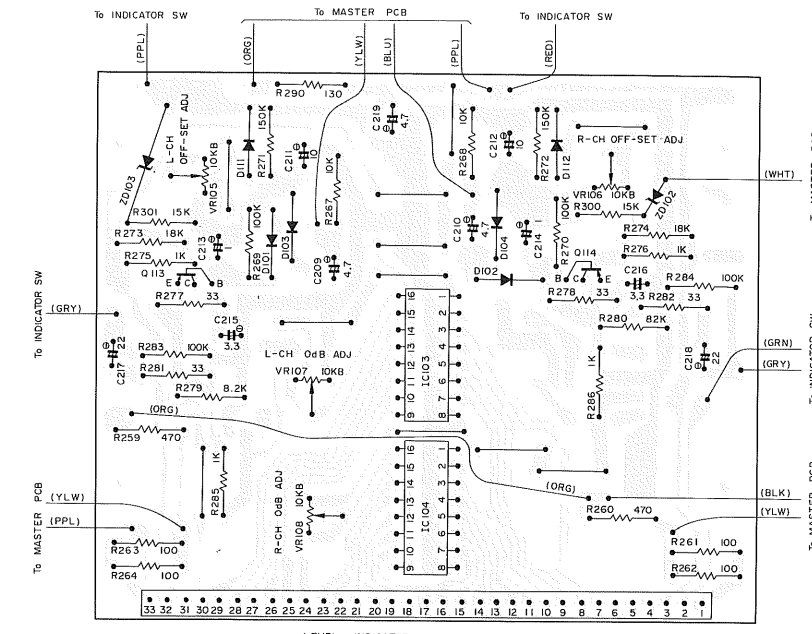 To INDICATOR SW
To MASTER PCB
To INDICATOR SW
(PPL)
(ORG)
(YLW)
(BLU)
(PPL)
(RED)
R290 130
C219 4.7
L-CH OFF-SET ADJ
VR105 10KB
ZD103
D111
150K
R271
C211 10
10K
R267
10K
R268
C212 10
150K
R272
D112
R-CH OFF-SET ADJ
VR106 10KB
ZD102
(WHT)
R301 15K
R273 18K
R275 1K
C213 1
Q113
E C B
R277 33
100K
R269
D101
D103
C209 4.7
C210 4.7
D104
C214 1
100K
R270
D102
R300 15K
R274 18K
R276 1K
Q114
B C E
C216 3.3
R284 100K
R278 33
R282 33
R280 82K
To INDICATOR SW
(GRY)
C215 3.3
C217 22
R283 100K
R281 33
R279 8.2K
L-CH OdB ADJ
VR107 10KB
16 15 14 13 12 11 10 9
IC103
1 2 3 4 5 6 7 8
1K
R286
C218 22
(GRN)
(GRY)
(ORG)
R259 470
1K
R285
R-CH OdB ADJ
VR108 10KB
16 15 14 13 12 11 10 9
IC104
1 2 3 4 5 6 7 8
(ORG)
R260 470
(BLK)
(YLW)
To MASTER PCB
(YLW)
(PPL)
R263 100
R264 100
R261 100
R262 100
33 32 31 30 29 28 27 26 25 24 23 22 21 20 19 18 17 16 15 14 13 12 11 10 9 8 7 6 5 4 3 2 1